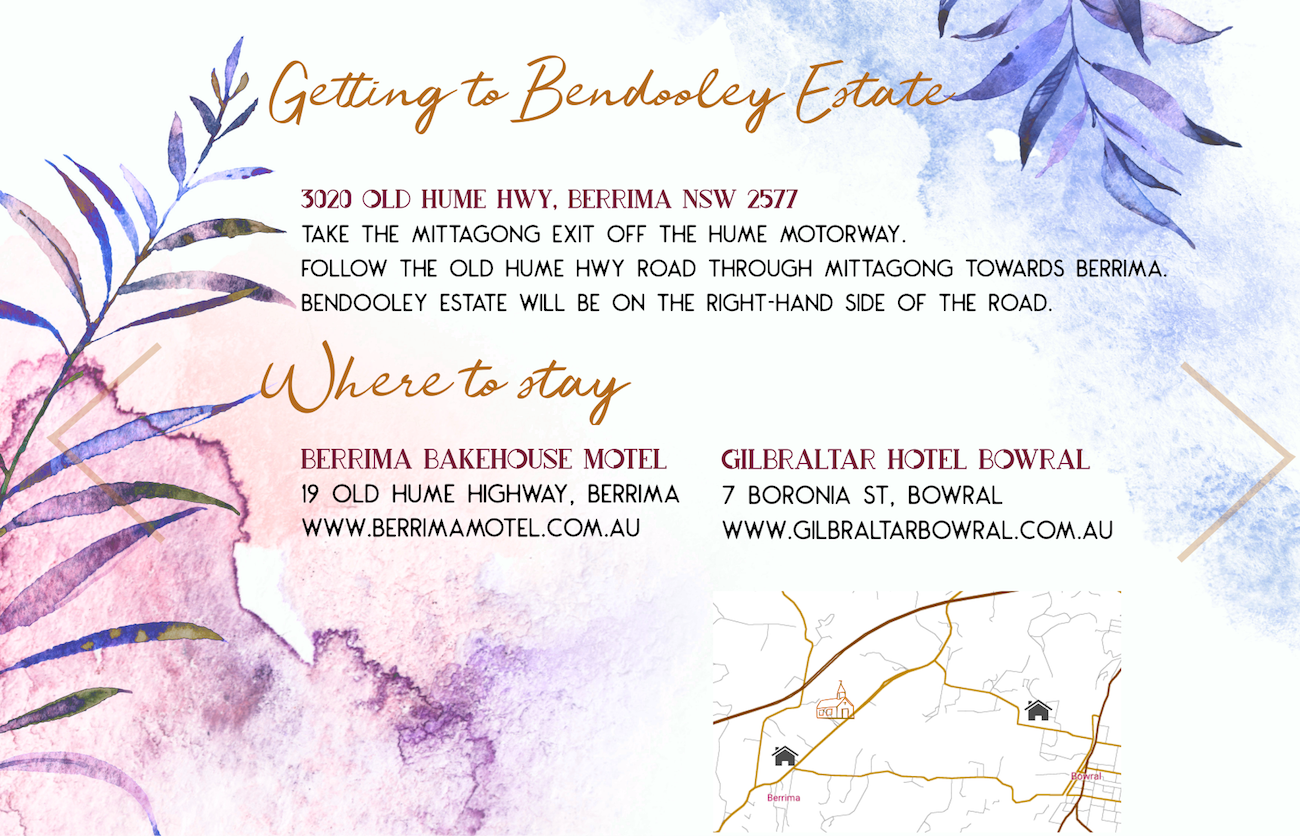 Getting to Bendooley Estate
3020 OLD HUME HWY, BERRIMA NSW 2577
TAKE THE MITTAGONG EXIT OFF THE HUME MOTORWAY.
FOLLOW THE OLD HUME HWY ROAD THROUGH MITTAGONG TOWARDS BERRIMA.
BENDOOLEY ESTATE WILL BE ON THE RIGHT-HAND SIDE OF THE ROAD.
Where to stay
BERRIMA BAKEHOUSE MOTEL
19 OLD HUME HIGHWAY, BERRIMA
WWW.BERRIMAMOTEL.COM.AU
GILBRALTAR HOTEL BOWRAL
7 BORONIA ST, BOWRAL
WWW.GILBRALTARBOWRAL.COM.AU
Bowral
Berrima